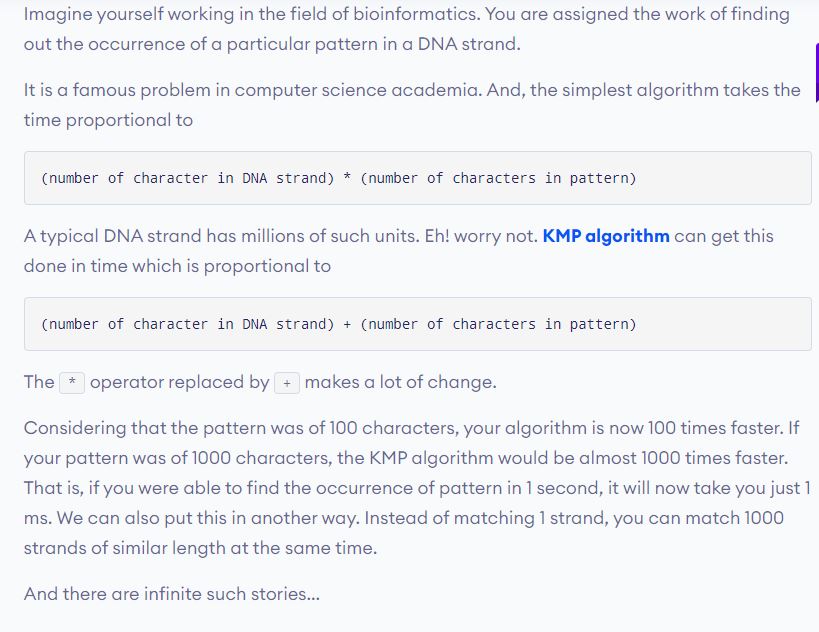 Imagine yourself working in the field of bioinformatics. You are assigned the work of finding
out the occurrence of a particular pattern in a DNA strand.
It is a famous problem in computer science academia. And, the simplest algorithm takes the
time proportional to
(number of character in DNA strand) * (number of characters in pattern)
A typical DNA strand has millions of such units. Eh! worry not. KMP algorithm can get this
done in time which is proportional to
(number of character in DNA strand) + (number of characters in pattern)
The * operator replaced by + makes a lot of change.
Considering that the pattern was of 100 characters, your algorithm is now 100 times faster. If
your pattern was of 1000 characters, the KMP algorithm would be almost 1000 times faster.
That is, if you were able to find the occurrence of pattern in 1 second, it will now take you just 1
ms. We can also put this in another way. Instead of matching 1 strand, you can match 1000
strands of similar length at the same time.
And there are infinite such stories...